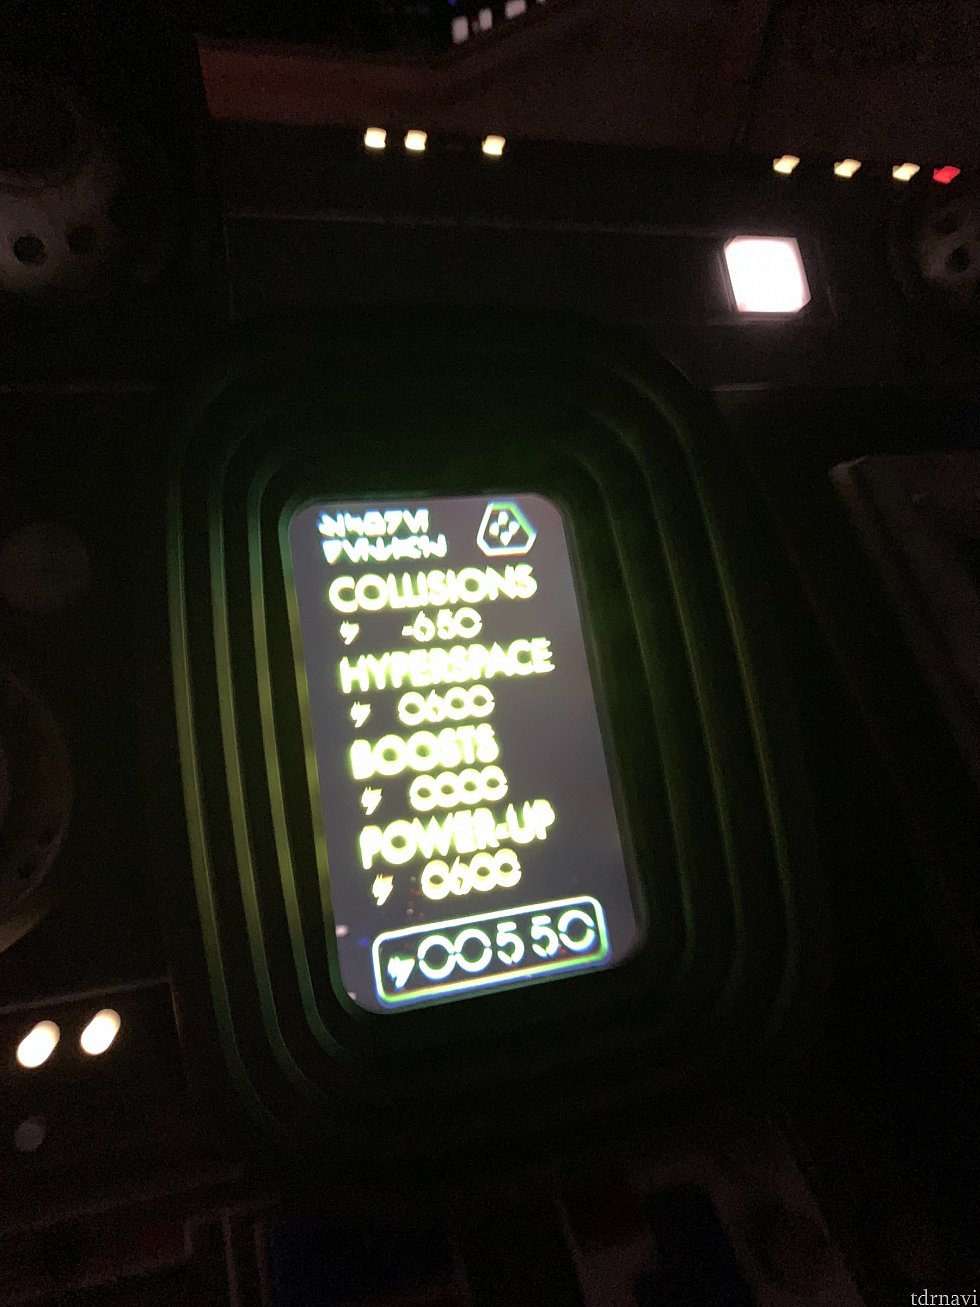 COLLISIONS
-650
HYPERSPACE
0600
BOOSTS
0000
POWER-UP
0600
00550
tdrnavi